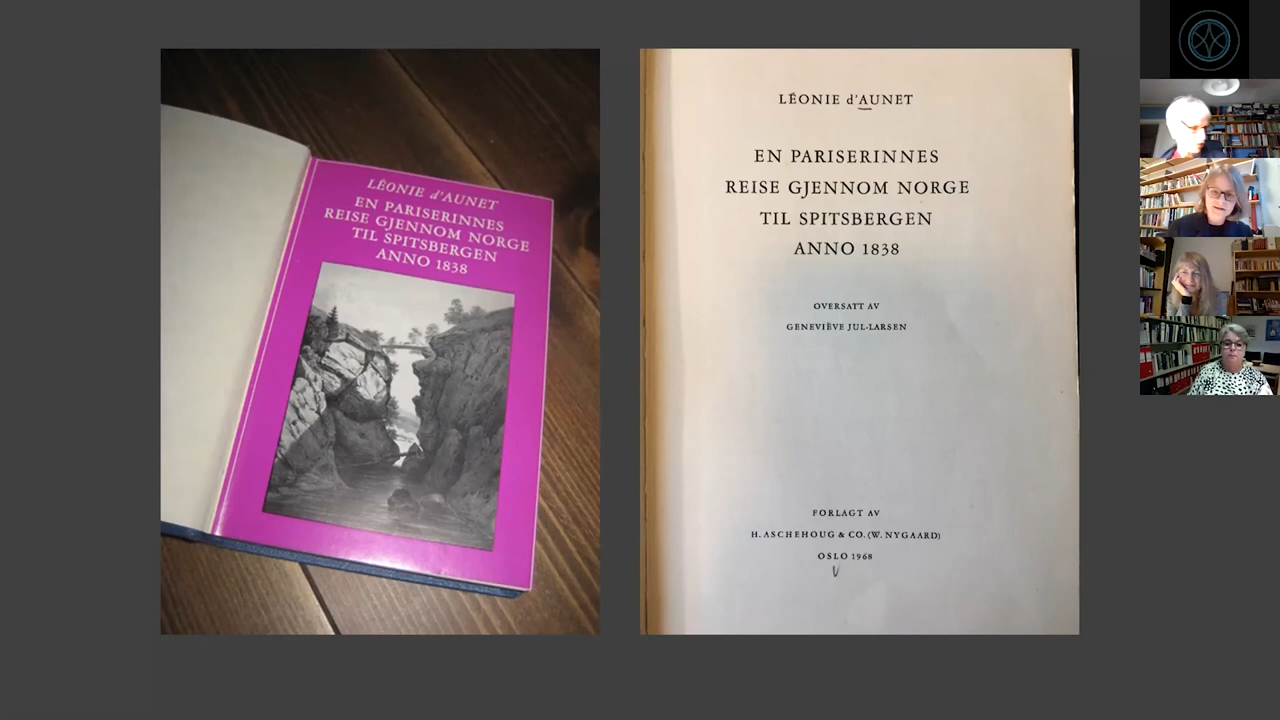 LÉONIE d'AUNET
EN PARISERINNES
REISE GJENNOM NORGE
TIL SPITSBERGEN
ANNO 1838
LÉONIE d'AUNET
EN PARISERINNES
REISE GJENNOM NORGE
TIL SPITSBERGEN
ANNO 1838
OVERSATT AV
GENEVIÈVE JUL-LARSEN
FORLAGT AV
H. ASCHEHOUG & CO. (W. NYGAARD)
OSLO 1968